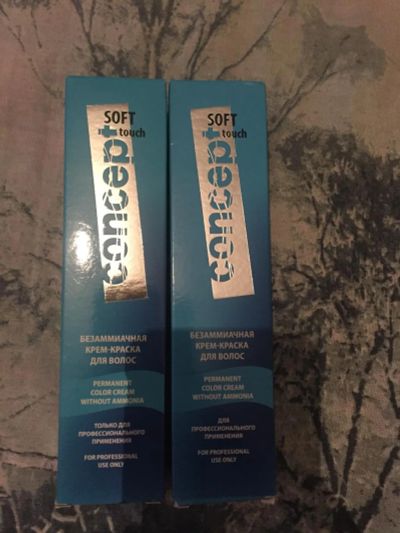 SOFT
touch
concept
БЕЗАММИАЧНАЯ
КРЕМ-КРАСКА
ДЛЯ ВОЛОС
PERMANENT
COLOR CREAM
WITHOUT AMMONIA
ТОЛЬКО ДЛЯ
ПРОФЕССИОНАЛЬНОГО
ПРИМЕНЕНИЯ
FOR PROFESSIONAL
USE ONLY
SOFT
touch
concept
БЕЗАММИАЧНАЯ
КРЕМ-КРАСКА
ДЛЯ ВОЛОС
PERMANENT
COLOR CREAM
WITHOUT AMMONIA
ДЛЯ
ПРОФЕССИОНАЛЬНОГО
ПРИМЕНЕНИЯ
FOR PROFESSIONAL
USE ONLY